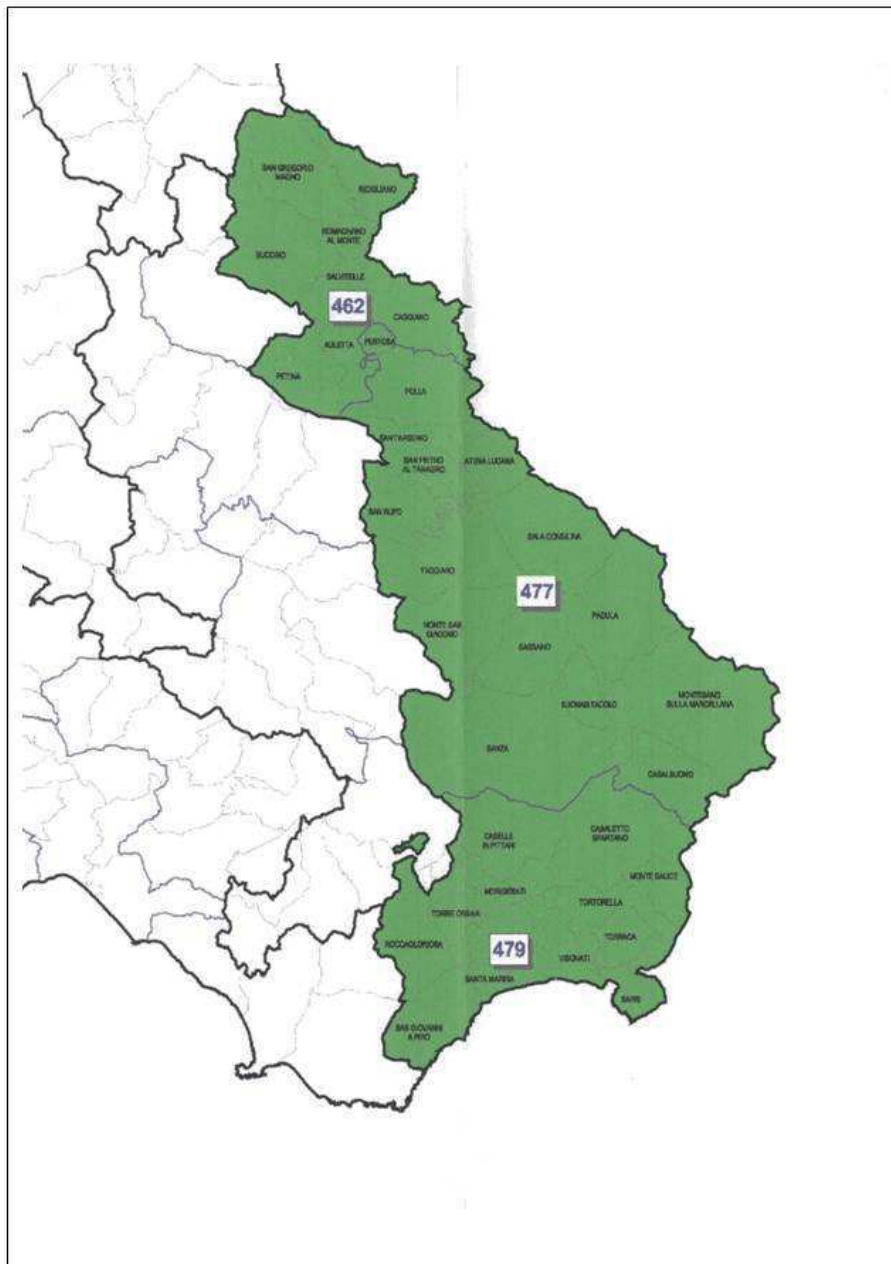 SAN GREGORIO
MAGNO
RICIGLIANO
ROMAGNANO
AL MONTE
BUCCINO
SALVITELLE
462
CAGGIANO
AULETTA
PERTOSA
PETINA
POLLA
SANT'ARSENIO
SAN PIETRO
AL TANAGRO
ATENA LUCANA
SAN RUFO
SALA CONSILINA
TEGGIANO
477
PADULA
MONTE SAN
GIACOMO
SASSANO
MONTESANO
SULLA MARCELLANA
BUONABITACOLO
SANZA
CASALBUONO
CASELLE
IN PITTARI
CASALETTO
SPARTANO
MONTE SALICE
MORIGERATI
TORTORELLA
TORRE ORSAIA
TORRACA
ROCCAGLORIOSA
479
VIBONATI
SANTA MARINA
SAPRI
SAN GIOVANNI
A PIRO